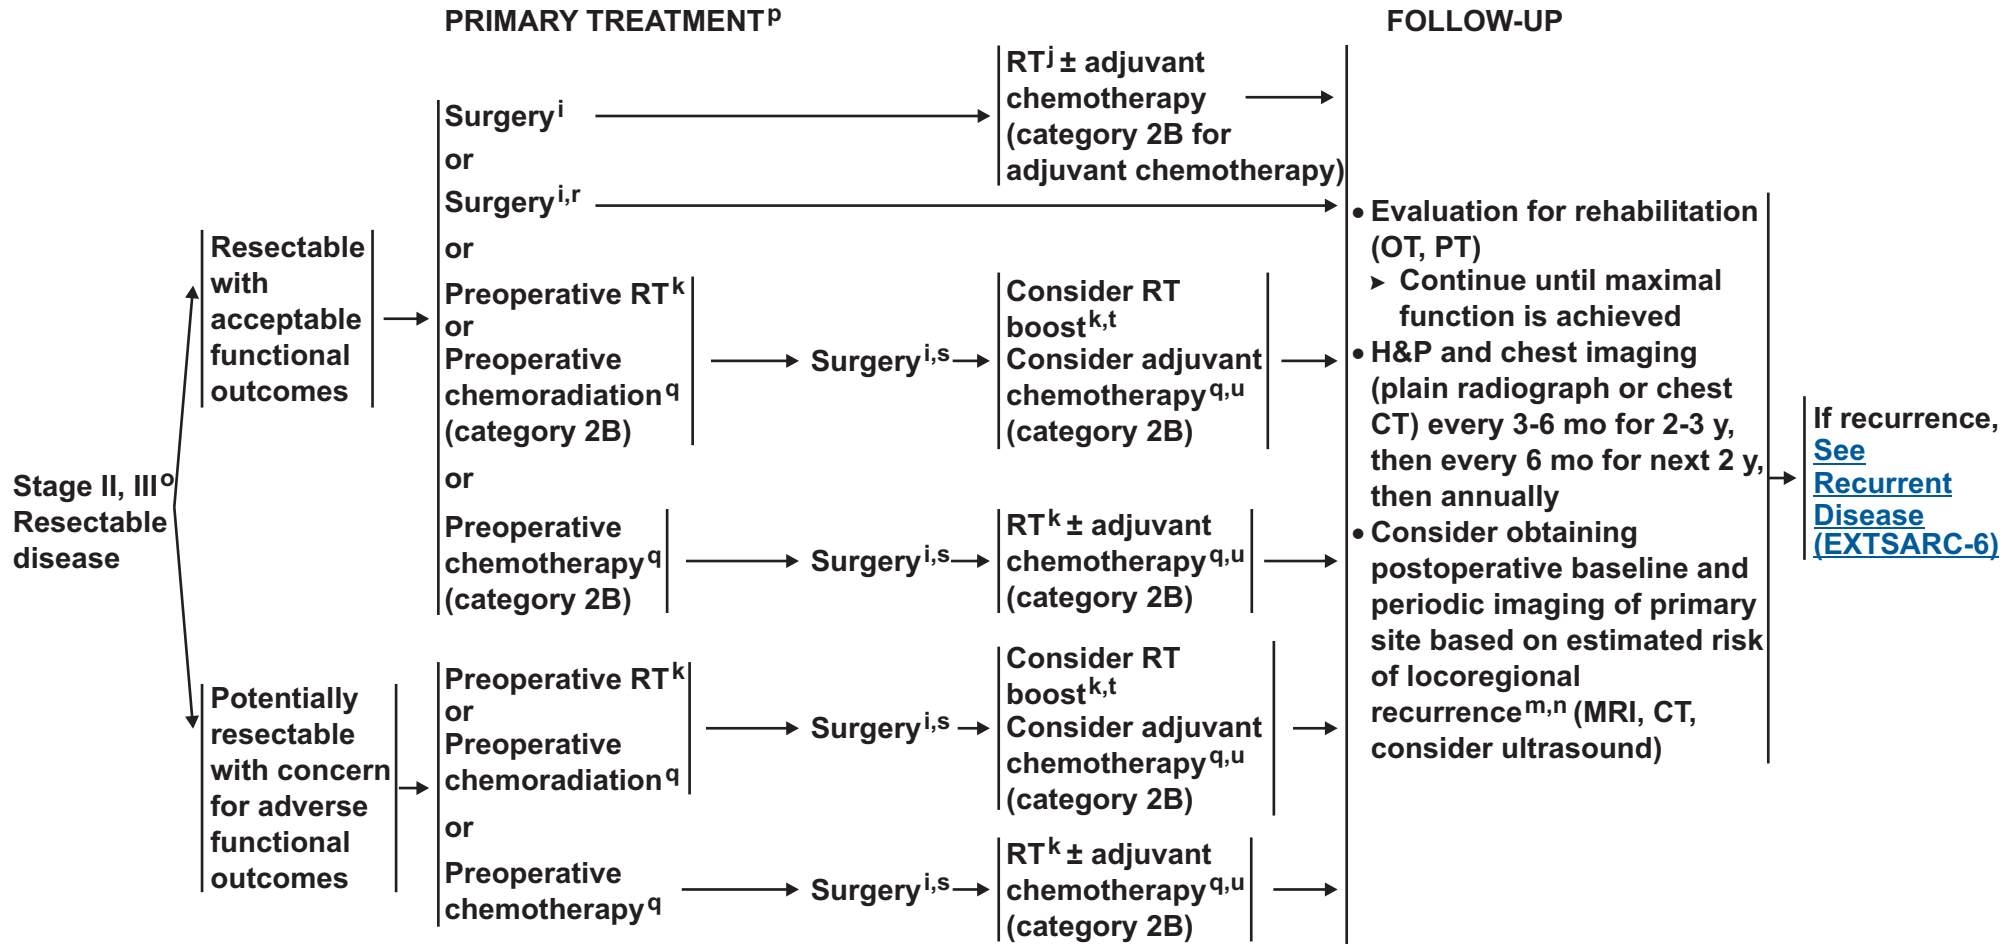 PRIMARY TREATMENTp
FOLLOW-UP
Stage II, IIIo
Resectable
disease
Resectable
with
acceptable
functional
outcomes
Surgeryi
or
Surgeryi,r
or
Preoperative RTk
or
Preoperative
chemoradiationq
(category 2B)
or
Preoperative
chemotherapyq
(category 2B)
RTj ± adjuvant
chemotherapy
(category 2B for
adjuvant chemotherapy)
Surgeryi,s
Consider RT
boostk,t
Consider adjuvant
chemotherapyq,u
(category 2B)
Surgeryi,s
RTk ± adjuvant
chemotherapyq,u
(category 2B)
Potentially
resectable
with concern
for adverse
functional
outcomes
Preoperative RTk
or
Preoperative
chemoradiationq
or
Preoperative
chemotherapyq
Surgeryi,s
Consider RT
boostk,t
Consider adjuvant
chemotherapyq,u
(category 2B)
Surgeryi,s
RTk ± adjuvant
chemotherapyq,u
(category 2B)
• Evaluation for rehabilitation
(OT, PT)
➤ Continue until maximal
function is achieved
• H&P and chest imaging
(plain radiograph or chest
CT) every 3-6 mo for 2-3 y,
then every 6 mo for next 2 y,
then annually
• Consider obtaining
postoperative baseline and
periodic imaging of primary
site based on estimated risk
of locoregional
recurrencem,n (MRI, CT,
consider ultrasound)
If recurrence,
See
Recurrent
Disease
(EXTSARC-6)